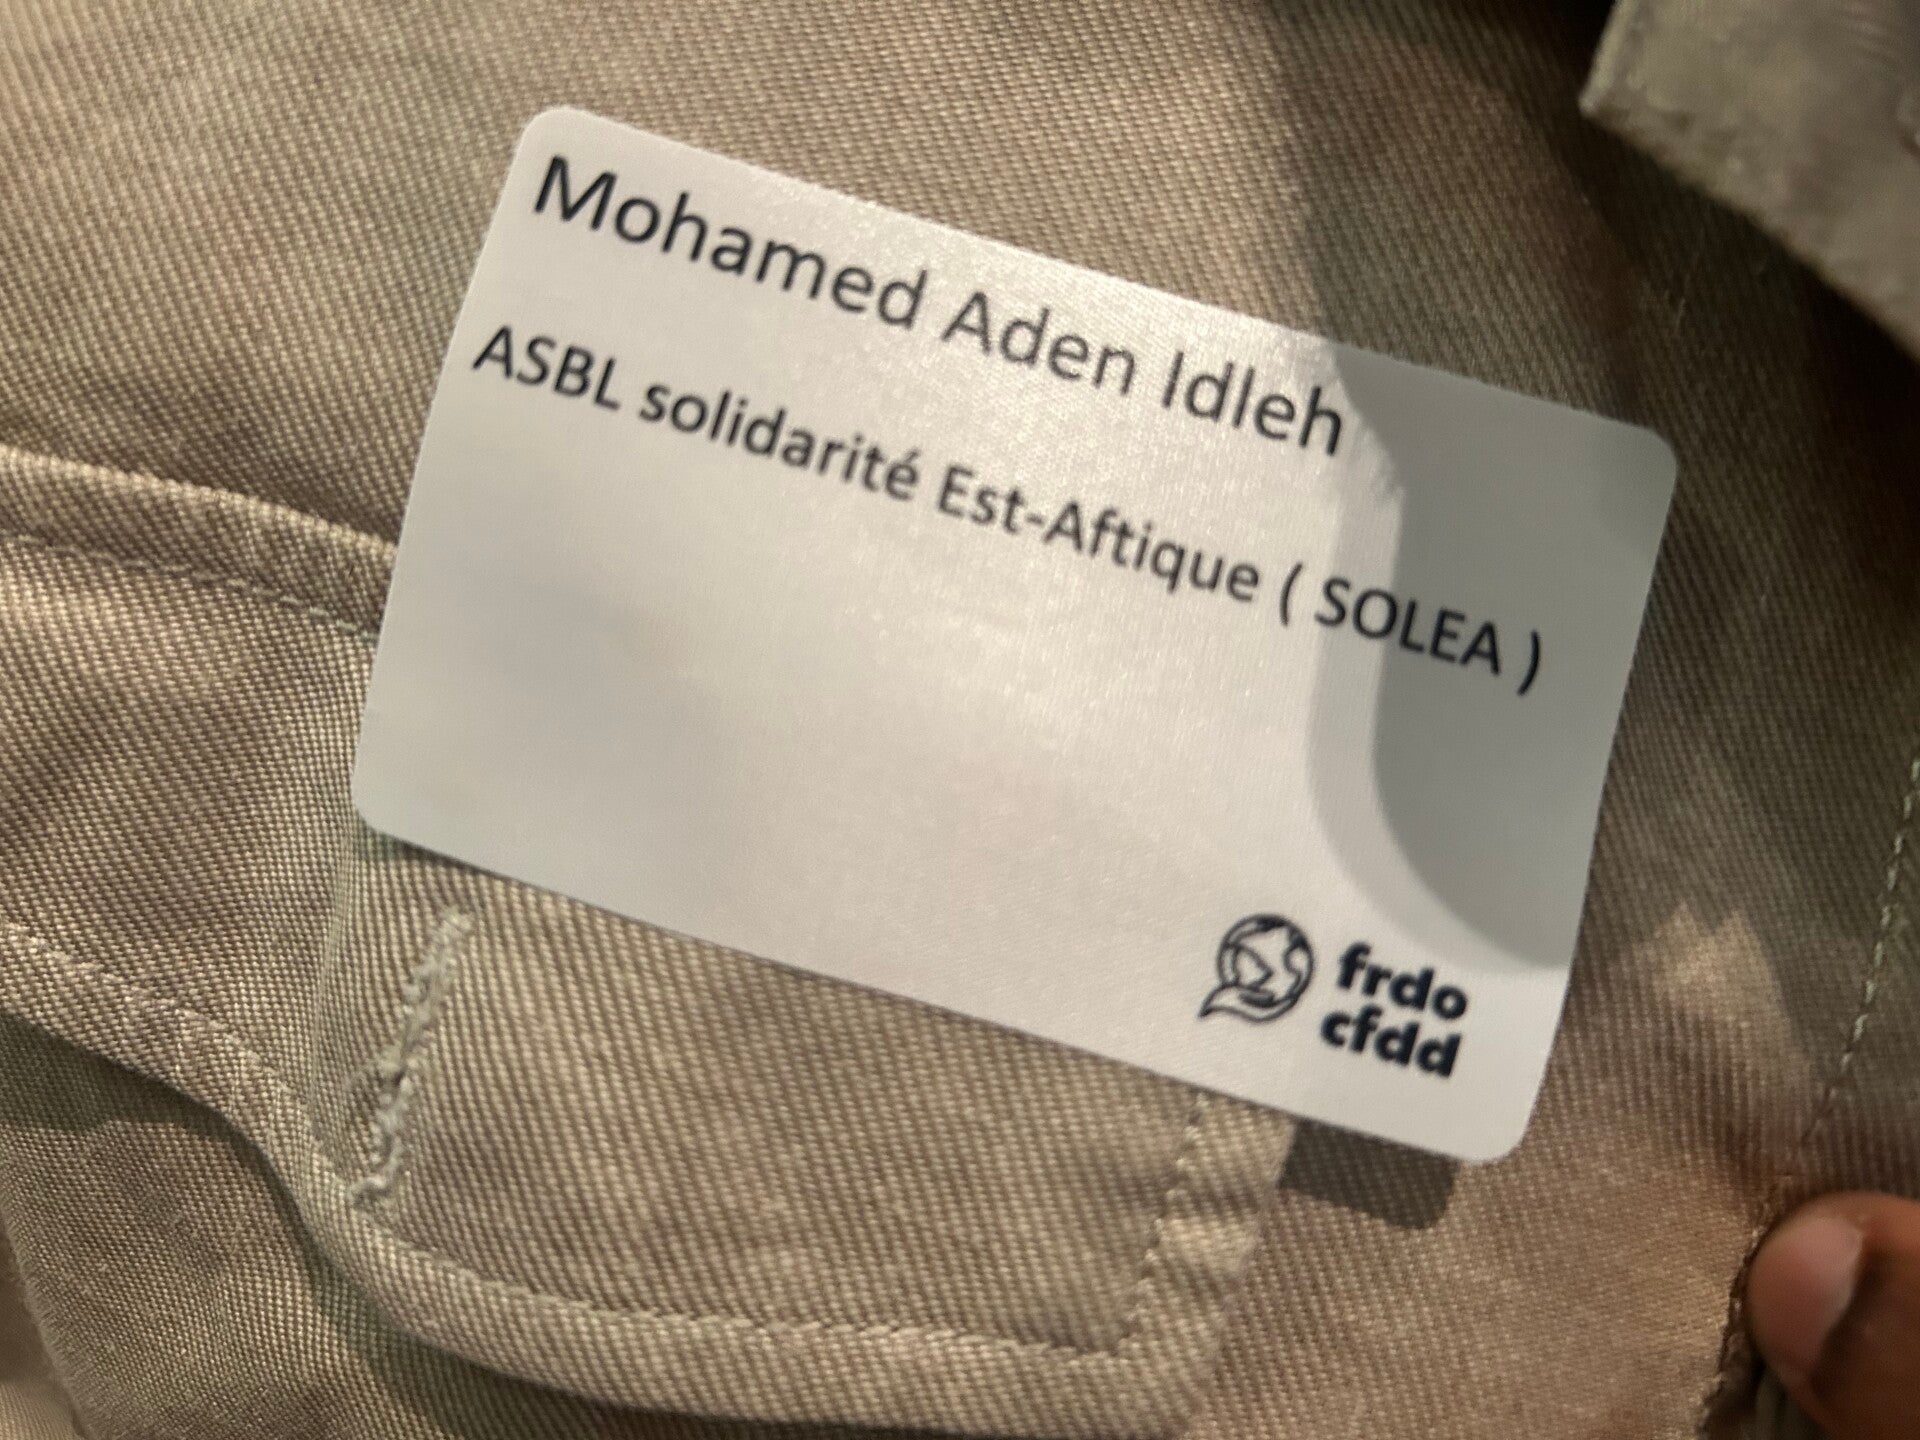 Mohamed Aden Idleh
ASBL solidarité Est-Aftique ( SOLEA )
frdo
cfdd